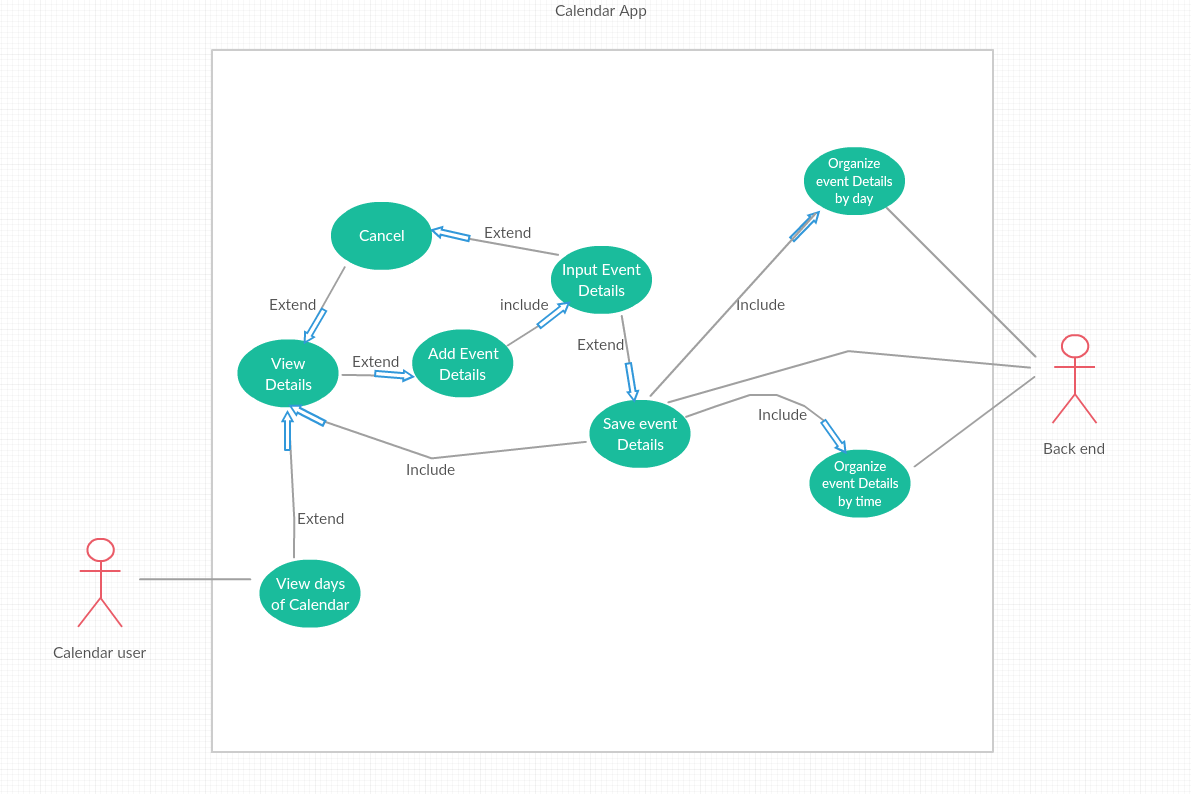 Calendar App
Organize
event Details
by day
Cancel
Extend
Input Event
Details
Extend
include
Include
Extend
View
Details
Extend
Add Event
Details
Save event
Details
Include
Back end
Include
Organize
event Details
by time
Extend
View days
of Calendar
Calendar user